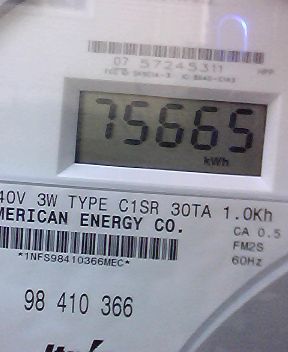 07 57245311
HPP
75665
kWh
40V 3W TYPE C1SR 30TA 1.0Kh
MERICAN ENERGY CO.
CA 0.5
FM2S
60Hz
*1NFS98410366MEC*
98 410 366